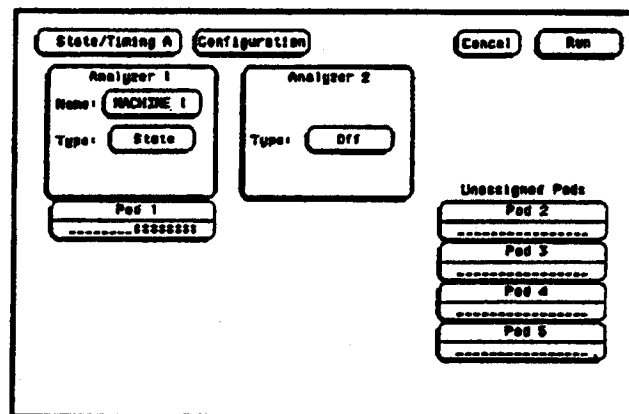 State/Timing A Configuration Cancel Run
Analyzer 1
Name: MACHINE 1
Type: State
Pod 1
--------$$$$$$$$
Analyzer 2
Type: Off
Unassigned Pods
Pod 2
----------------
Pod 3
----------------
Pod 4
----------------
Pod 5
----------------